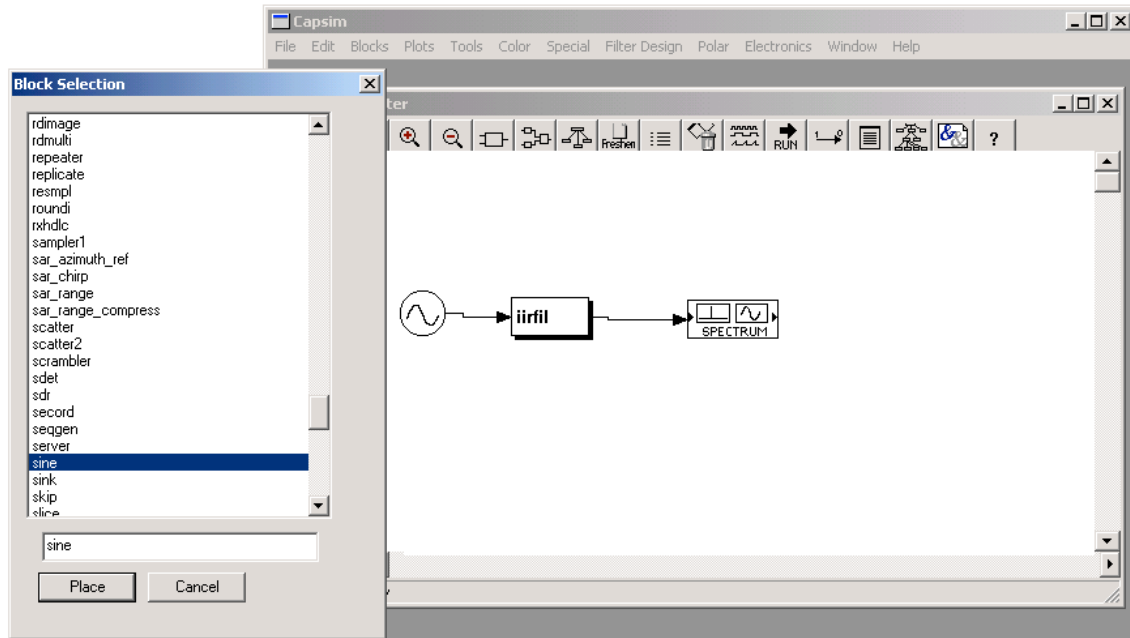 Capsim
File Edit Blocks Plots Tools Color Special Filter Design Polar Electronics Window Help
Block Selection
rdimage
rdmulti
repeater
replicate
resmpl
roundi
rxhdlc
sampler1
sar_azimuth_ref
sar_chirp
sar_range
sar_range_compress
scatter
scatter2
scrambler
sdet
sdr
secord
seqgen
server
sine
sink
skip
slice
sine
Place Cancel
Freshen
RUN
?
iirfil
SPECTRUM